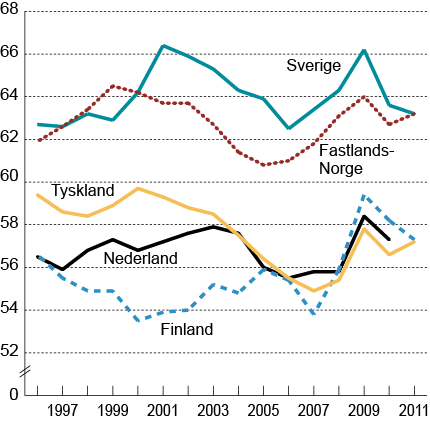 68
66
Sverige
64
62
Fastlands-
Norge
60
Tyskland
58
Nederland
56
54
Finland
52
0
1997 1999 2001 2003 2005 2007 2009 2011